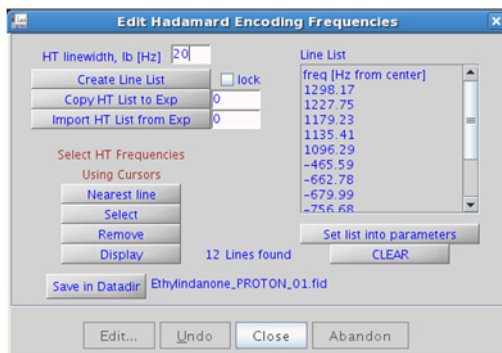 Edit Hadamard Encoding Frequencies
HT linewidth, lb [Hz] 20
Create Line List
lock
Copy HT List to Exp 0
Import HT List from Exp 0
Select HT Frequencies
Using Cursors
Nearest line
Select
Remove
Display
Line List
freq [Hz from center]
1298.17
1227.75
1179.23
1135.41
1096.29
-465.59
-662.78
-679.99
-756.68
Set list into parameters
12 Lines found
CLEAR
Save in Datadir Ethylindanone_PROTON_01.fid
Edit...
Undo
Close
Abandon